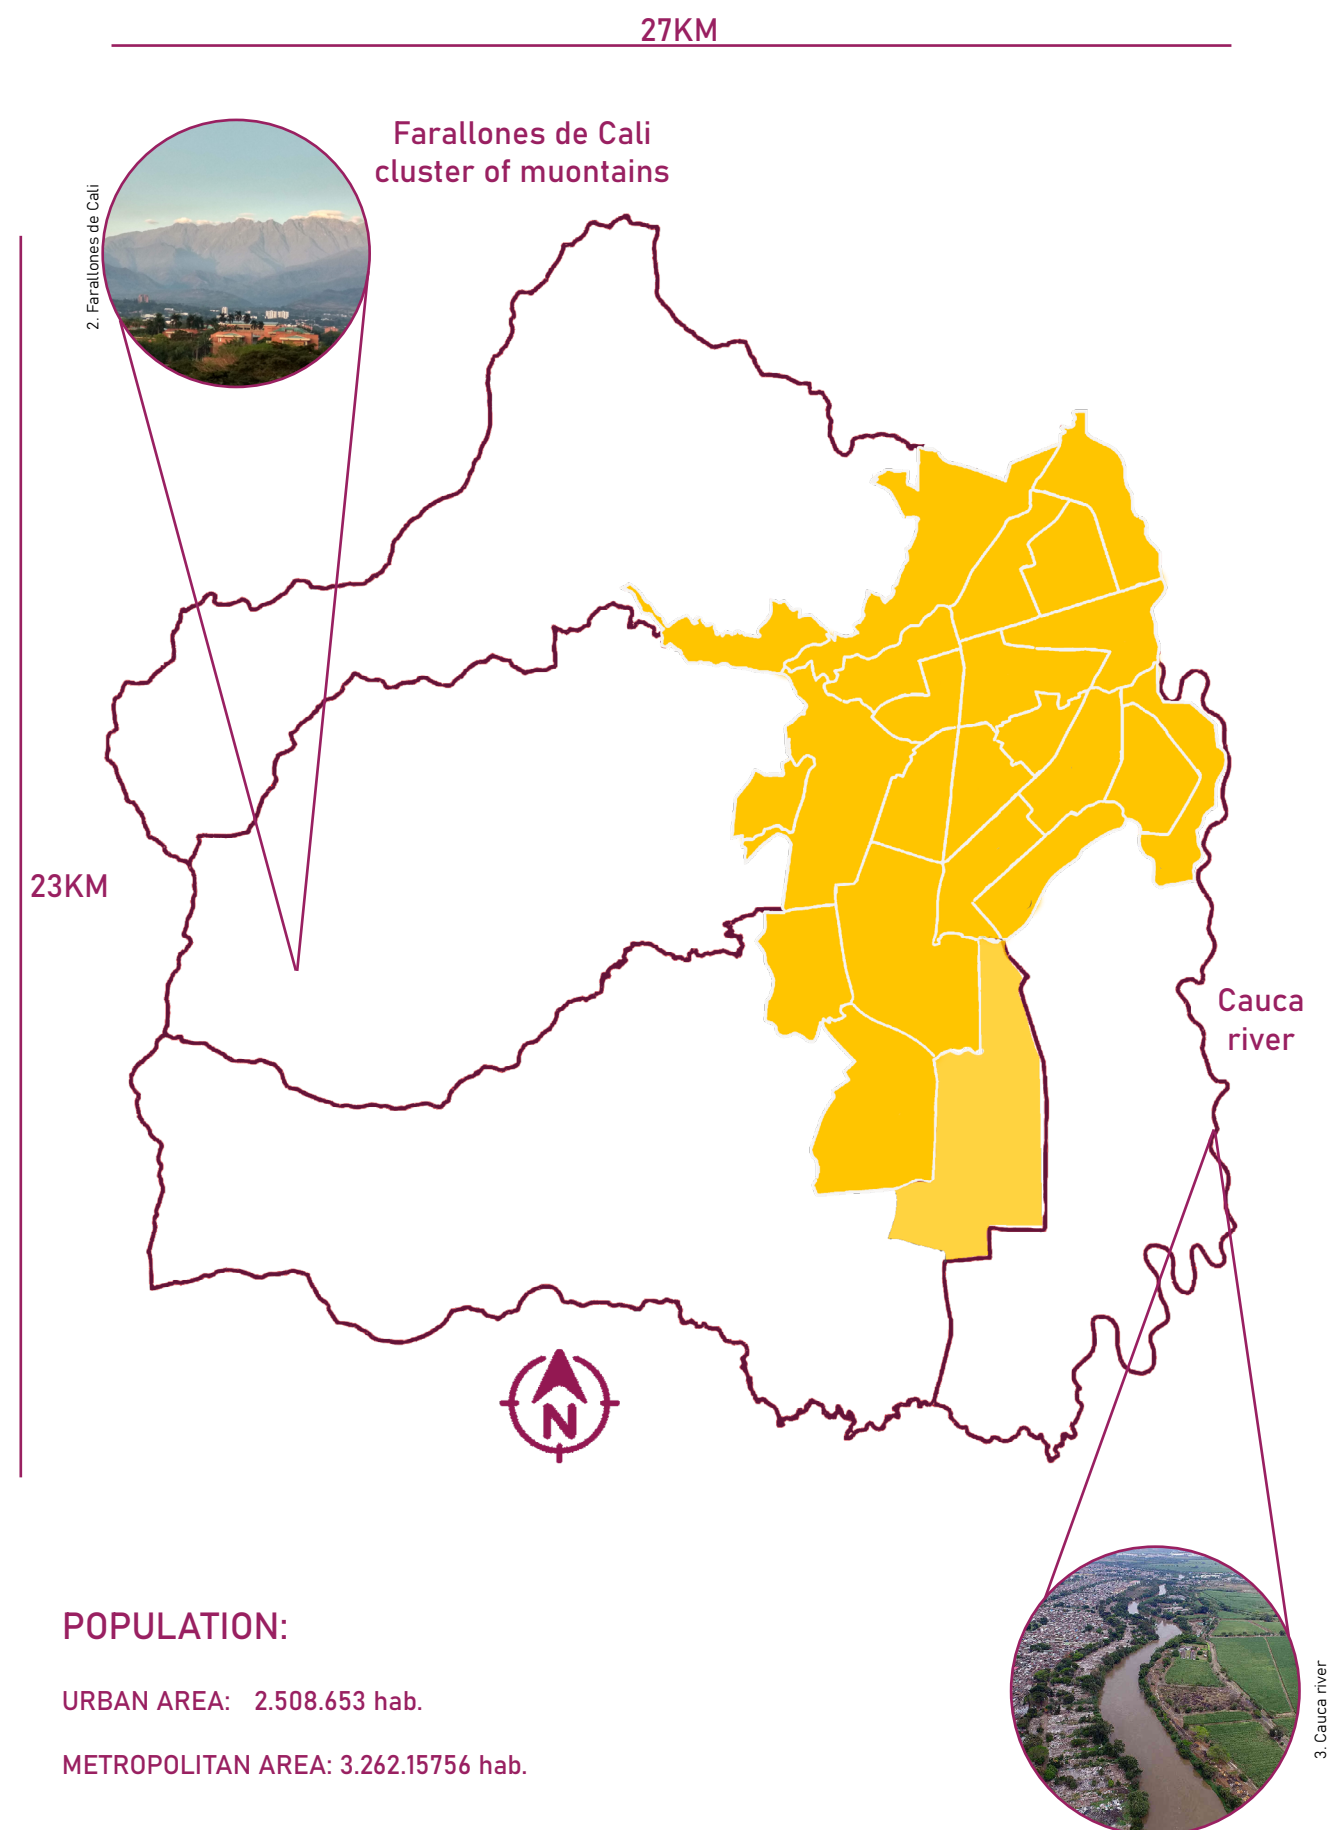 27KM
Farallones de Cali
cluster of muontains
2. Farallones de Cali
23KM
Cauca
river
N
POPULATION:
URBAN AREA: 2.508.653 hab.
METROPOLITAN AREA: 3.262.15756 hab.
3. Cauca river